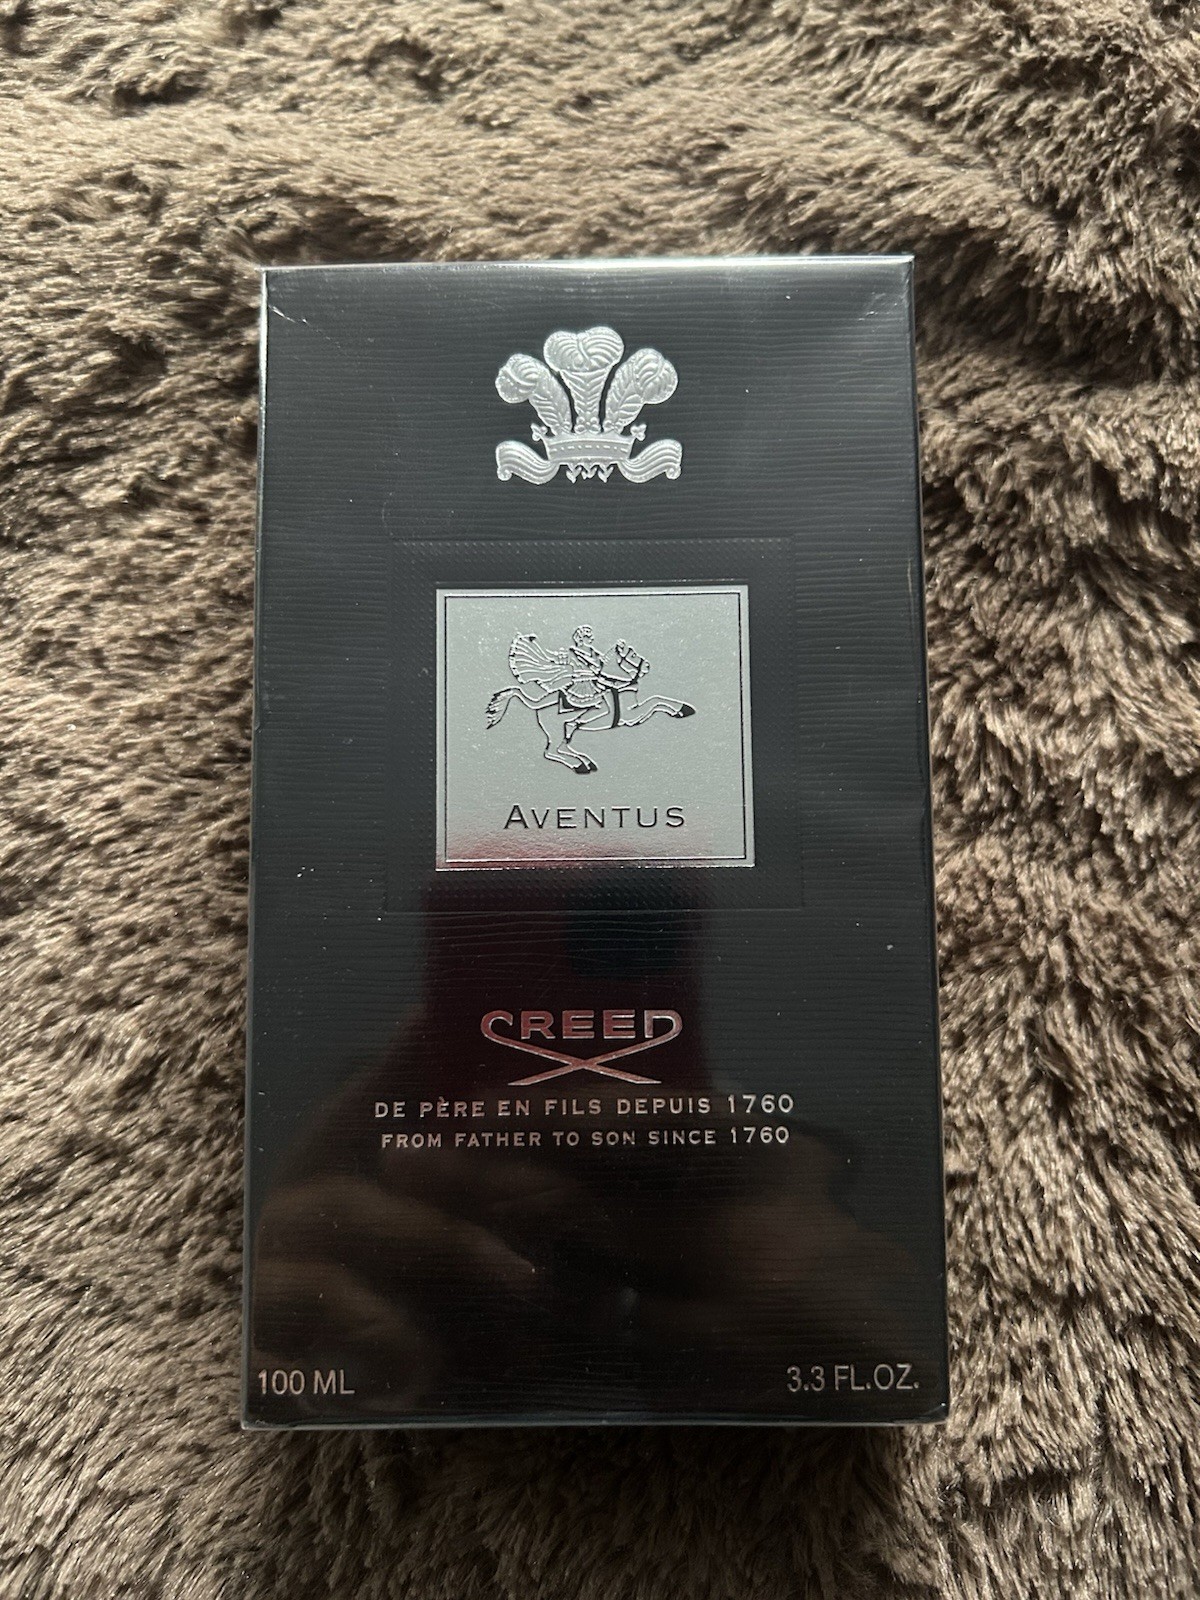 AVENTUS
CREED
DE PÈRE EN FILS DEPUIS 1760
FROM FATHER TO SON SINCE 1760
100 ML
3.3 FL.OZ.